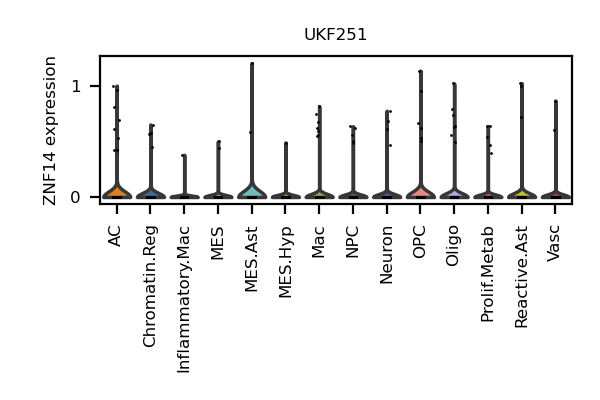 UKF251
ZNF14 expression
1
0
AC
Chromatin.Reg
Inflammatory.Mac
MES
MES.Ast
MES.Hyp
Mac
NPC
Neuron
OPC
Oligo
Prolif.Metab
Reactive.Ast
Vasc